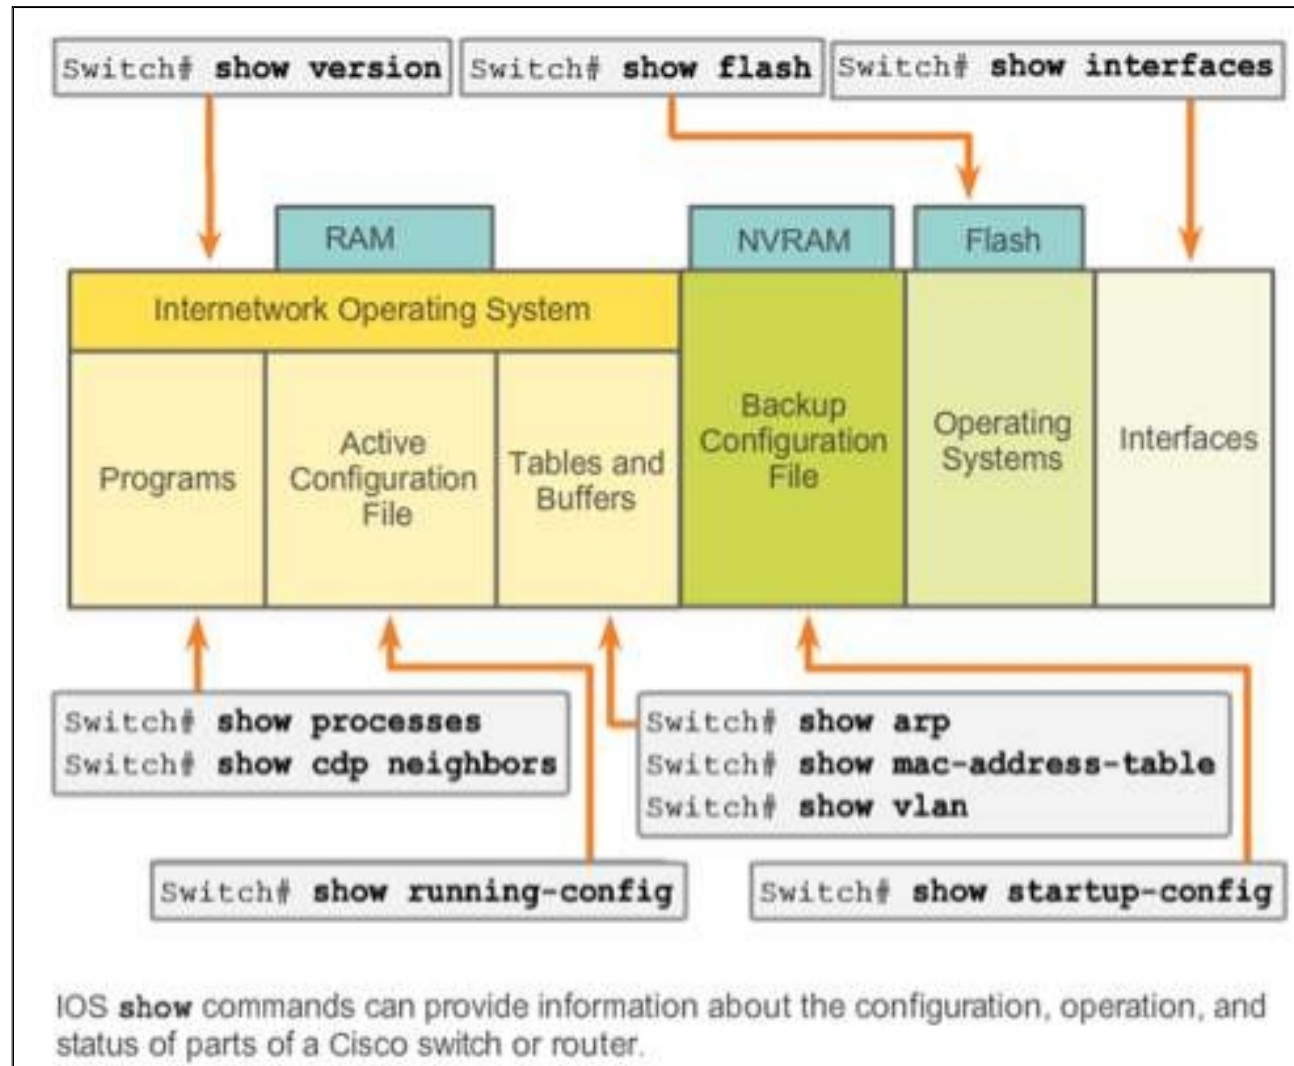 Switch# show version
Switch# show flash
Switch# show interfaces
RAM
NVRAM
Flash
Internetwork Operating System
Programs
Active
Configuration
File
Tables and
Buffers
Backup
Configuration
File
Operating
Systems
Interfaces
Switch# show processes
Switch# show cdp neighbors
Switch# show arp
Switch# show mac-address-table
Switch# show vlan
Switch# show running-config
Switch# show startup-config
IOS show commands can provide information about the configuration, operation, and
status of parts of a Cisco switch or router.